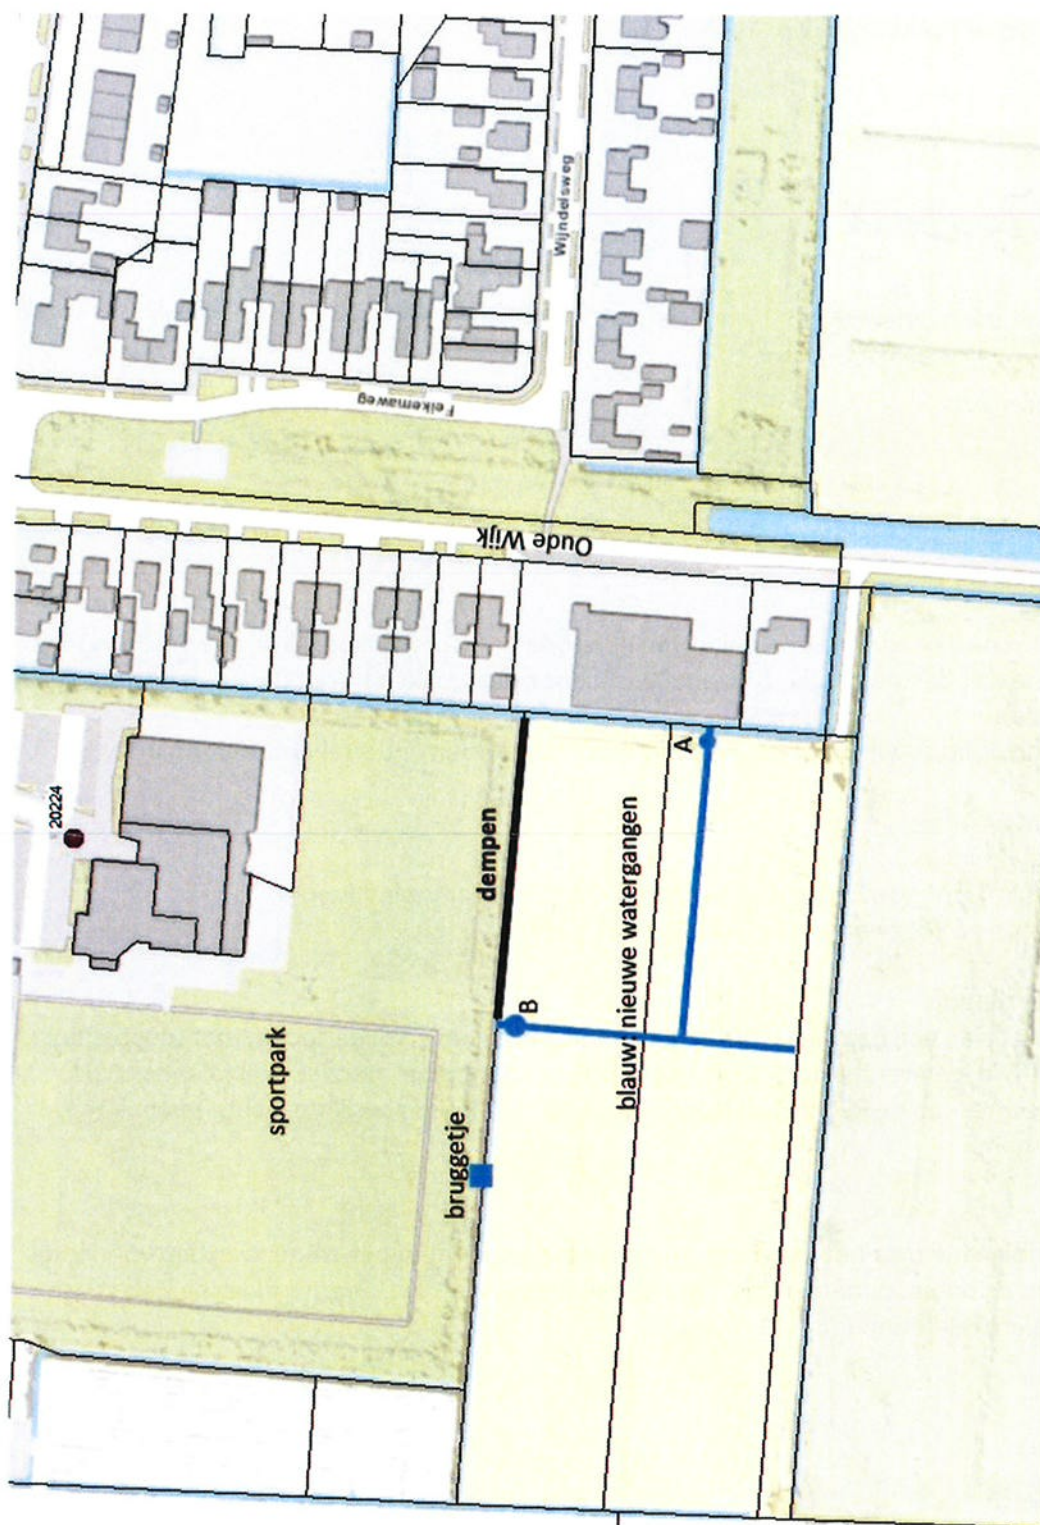 Wijndelsweg
Feikemaweg
Oude Wijk
20224
dempen
A
blauw: nieuwe watergangen
B
sportpark
bruggetje